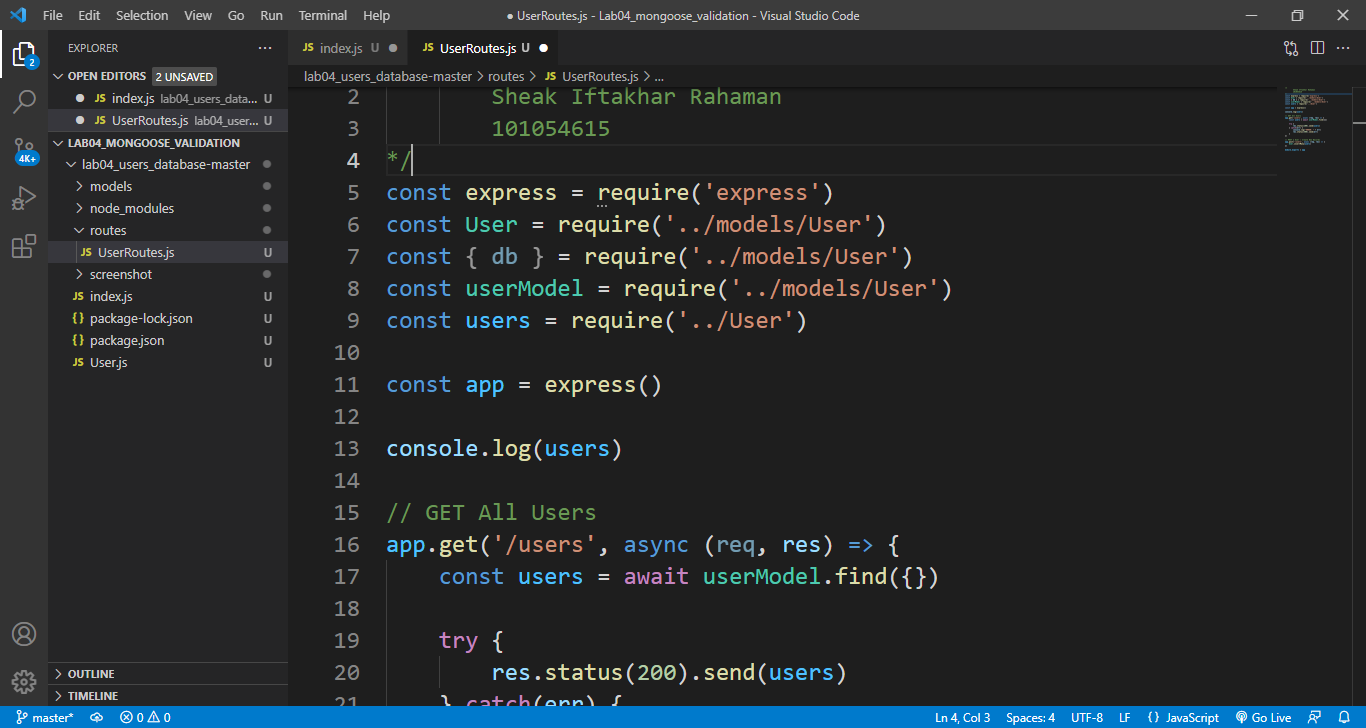 File Edit Selection View Go Run Terminal Help
● UserRoutes.js - Lab04_mongoose_validation - Visual Studio Code
EXPLORER
OPEN EDITORS 2 UNSAVED
JS index.js lab04_users_data... U
JS UserRoutes.js lab04_user... U
LAB04_MONGOOSE_VALIDATION
lab04_users_database-master
models
node_modules
routes
JS UserRoutes.js U
screenshot
JS index.js U
{} package-lock.json U
{} package.json U
JS User.js U
OUTLINE
TIMELINE
2
4K+
JS index.js U
JS UserRoutes.js U
lab04_users_database-master > routes > JS UserRoutes.js > ...
2 Sheak Iftakhar Rahaman
3 101054615
4 */
5 const express = require('express')
6 const User = require('../models/User')
7 const { db } = require('../models/User')
8 const userModel = require('../models/User')
9 const users = require('../User')
10
11 const app = express()
12
13 console.log(users)
14
15 // GET All Users
16 app.get('/users', async (req, res) => {
17 const users = await userModel.find({})
18
19 try {
20 res.status(200).send(users)
21 } catch(err) {
master* 0 0 Ln 4, Col 3 Spaces: 4 UTF-8 LF {} JavaScript Go Live